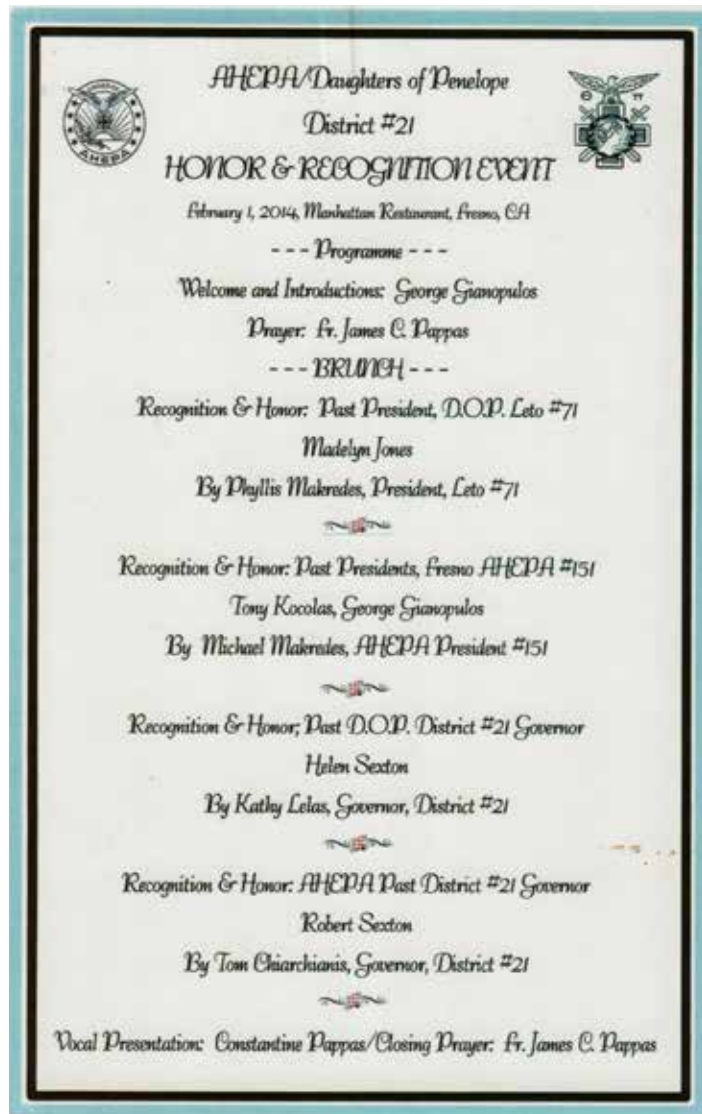 AHEPA/Daughters of Penelope
District #21
HONOR & RECOGNITION EVENT
February 1, 2014, Manhattan Restaurant, Fresno, CA
- - - Programme - - -
Welcome and Introductions: George Gianopulos
Prayer: Fr. James C. Pappas
- - - BRUNCH - - -
Recognition & Honor: Past President, D.O.P. Leto #71
Madelyn Jones
By Phyllis Makredes, President, Leto #71
Recognition & Honor: Past Presidents, Fresno AHEPA #151
Tony Kocolas, George Gianopulos
By Michael Makredes, AHEPA President #151
Recognition & Honor; Past D.O.P. District #21 Governor
Helen Sexton
By Kathy Lelas, Governor, District #21
Recognition & Honor: AHEPA Past District #21 Governor
Robert Sexton
By Tom Chiarchianis, Governor, District #21
Vocal Presentation: Constantine Pappas/Closing Prayer: Fr. James C. Pappas
AHEPA
Θ π